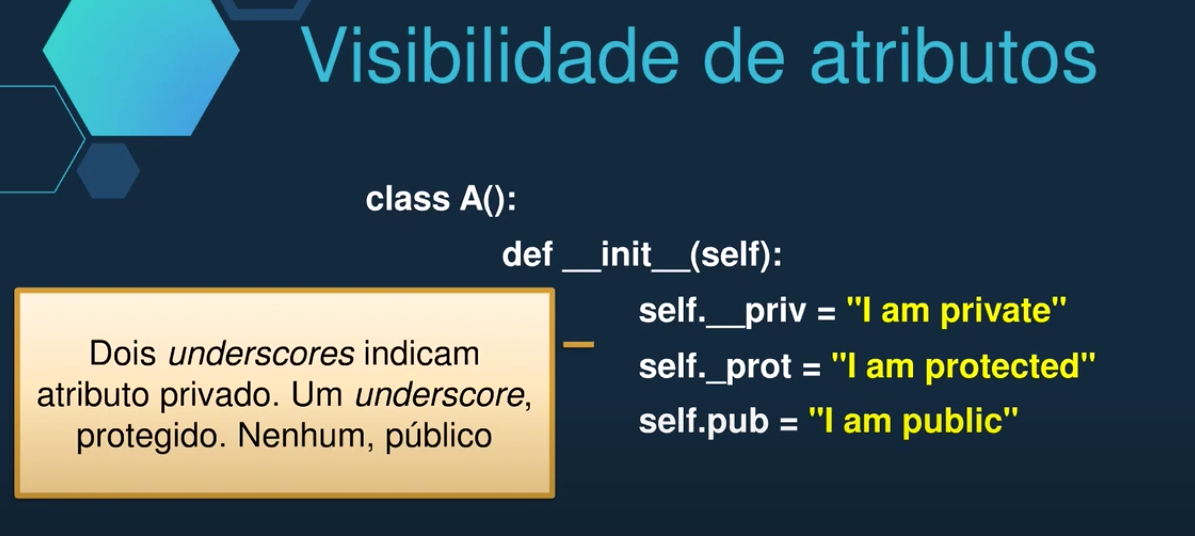 Visibilidade de atributos
class A():
def __init__(self):
self.__priv = "I am private"
self._prot = "I am protected"
self.pub = "I am public"
Dois underscores indicam
atributo privado. Um underscore,
protegido. Nenhum, público